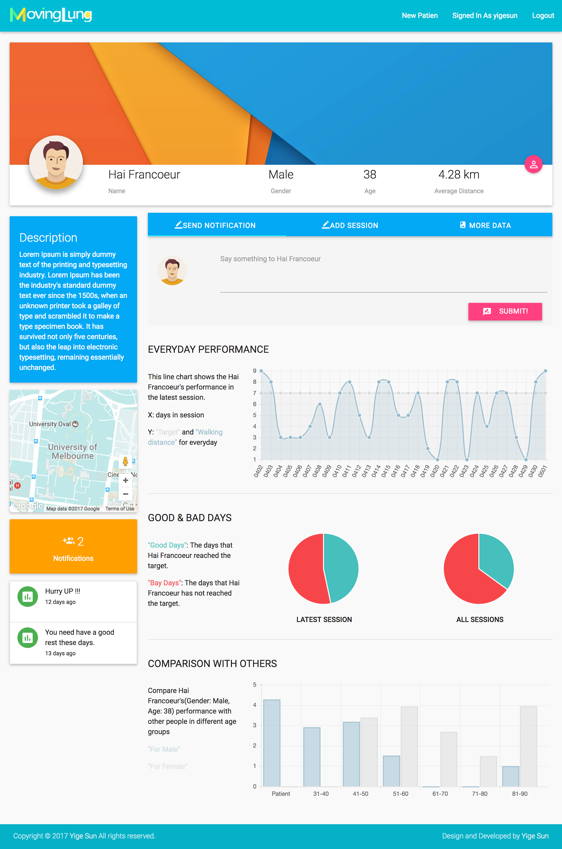 MovingLung
New Patien Signed In As yigesun Logout
Hai Francoeur Male 38 4.28 km
Name Gender Age Average Distance
Description
Lorem Ipsum is simply dummy
text of the printing and typesetting
industry. Lorem Ipsum has been
the industry's standard dummy
text ever since the 1500s, when an
unknown printer took a galley of
type and scrambled it to make a
type specimen book. It has
survived not only five centuries,
but also the leap into electronic
typesetting, remaining essentially
unchanged.
University Oval
University of
Melbourne
Map data ©2017 Google Terms of Use
2
Notifications
Hurry UP !!!
12 days ago
You need have a good
rest these days.
13 days ago
SEND NOTIFICATION ADD SESSION MORE DATA
Say something to Hai Francoeur
SUBMIT!
EVERYDAY PERFORMANCE
This line chart shows the Hai
Francoeur's performance in
the latest session.
X: days in session
Y: "Target" and "Walking
distance" for everyday
9
8
7
6
5
4
3
2
1
0402 0403 0404 0405 0406 0407 0408 0409 0410 0411 0412 0413 0414 0415 0416 0417 0418 0419 0420 0421 0422 0423 0424 0425 0426 0427 0428 0429 0430 0501
GOOD & BAD DAYS
"Good Days": The days that
Hai Francoeur reached the
target.
"Bay Days": The days that Hai
Francoeur has not reached
the target.
LATEST SESSION ALL SESSIONS
COMPARISON WITH OTHERS
Compare Hai
Francoeur's(Gender: Male,
Age: 38) performance with
other people in different age
groups
"For Male"
"For Female"
5
4
3
2
1
0
Patient 31-40 41-50 51-60 61-70 71-80 81-90
Copyright © 2017 Yige Sun All rights reserved.
Design and Developed by Yige Sun